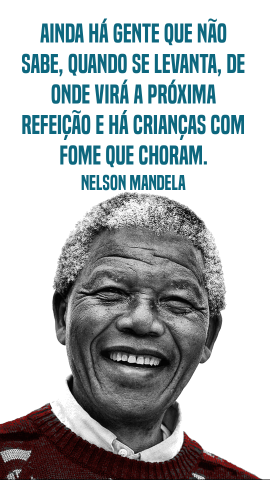 AINDA HÁ GENTE QUE NÃO
SABE, QUANDO SE LEVANTA, DE
ONDE VIRÁ A PRÓXIMA
REFEIÇÃO E HÁ CRIANÇAS COM
FOME QUE CHORAM.
NELSON MANDELA